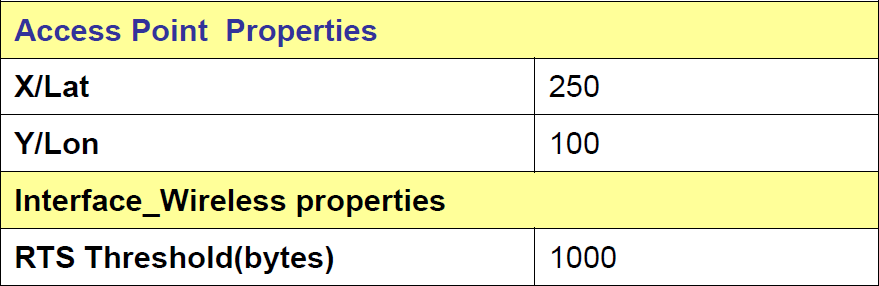 Access Point  Properties
X/Lat 250
Y/Lon 100
Interface_Wireless properties
RTS Threshold(bytes) 1000